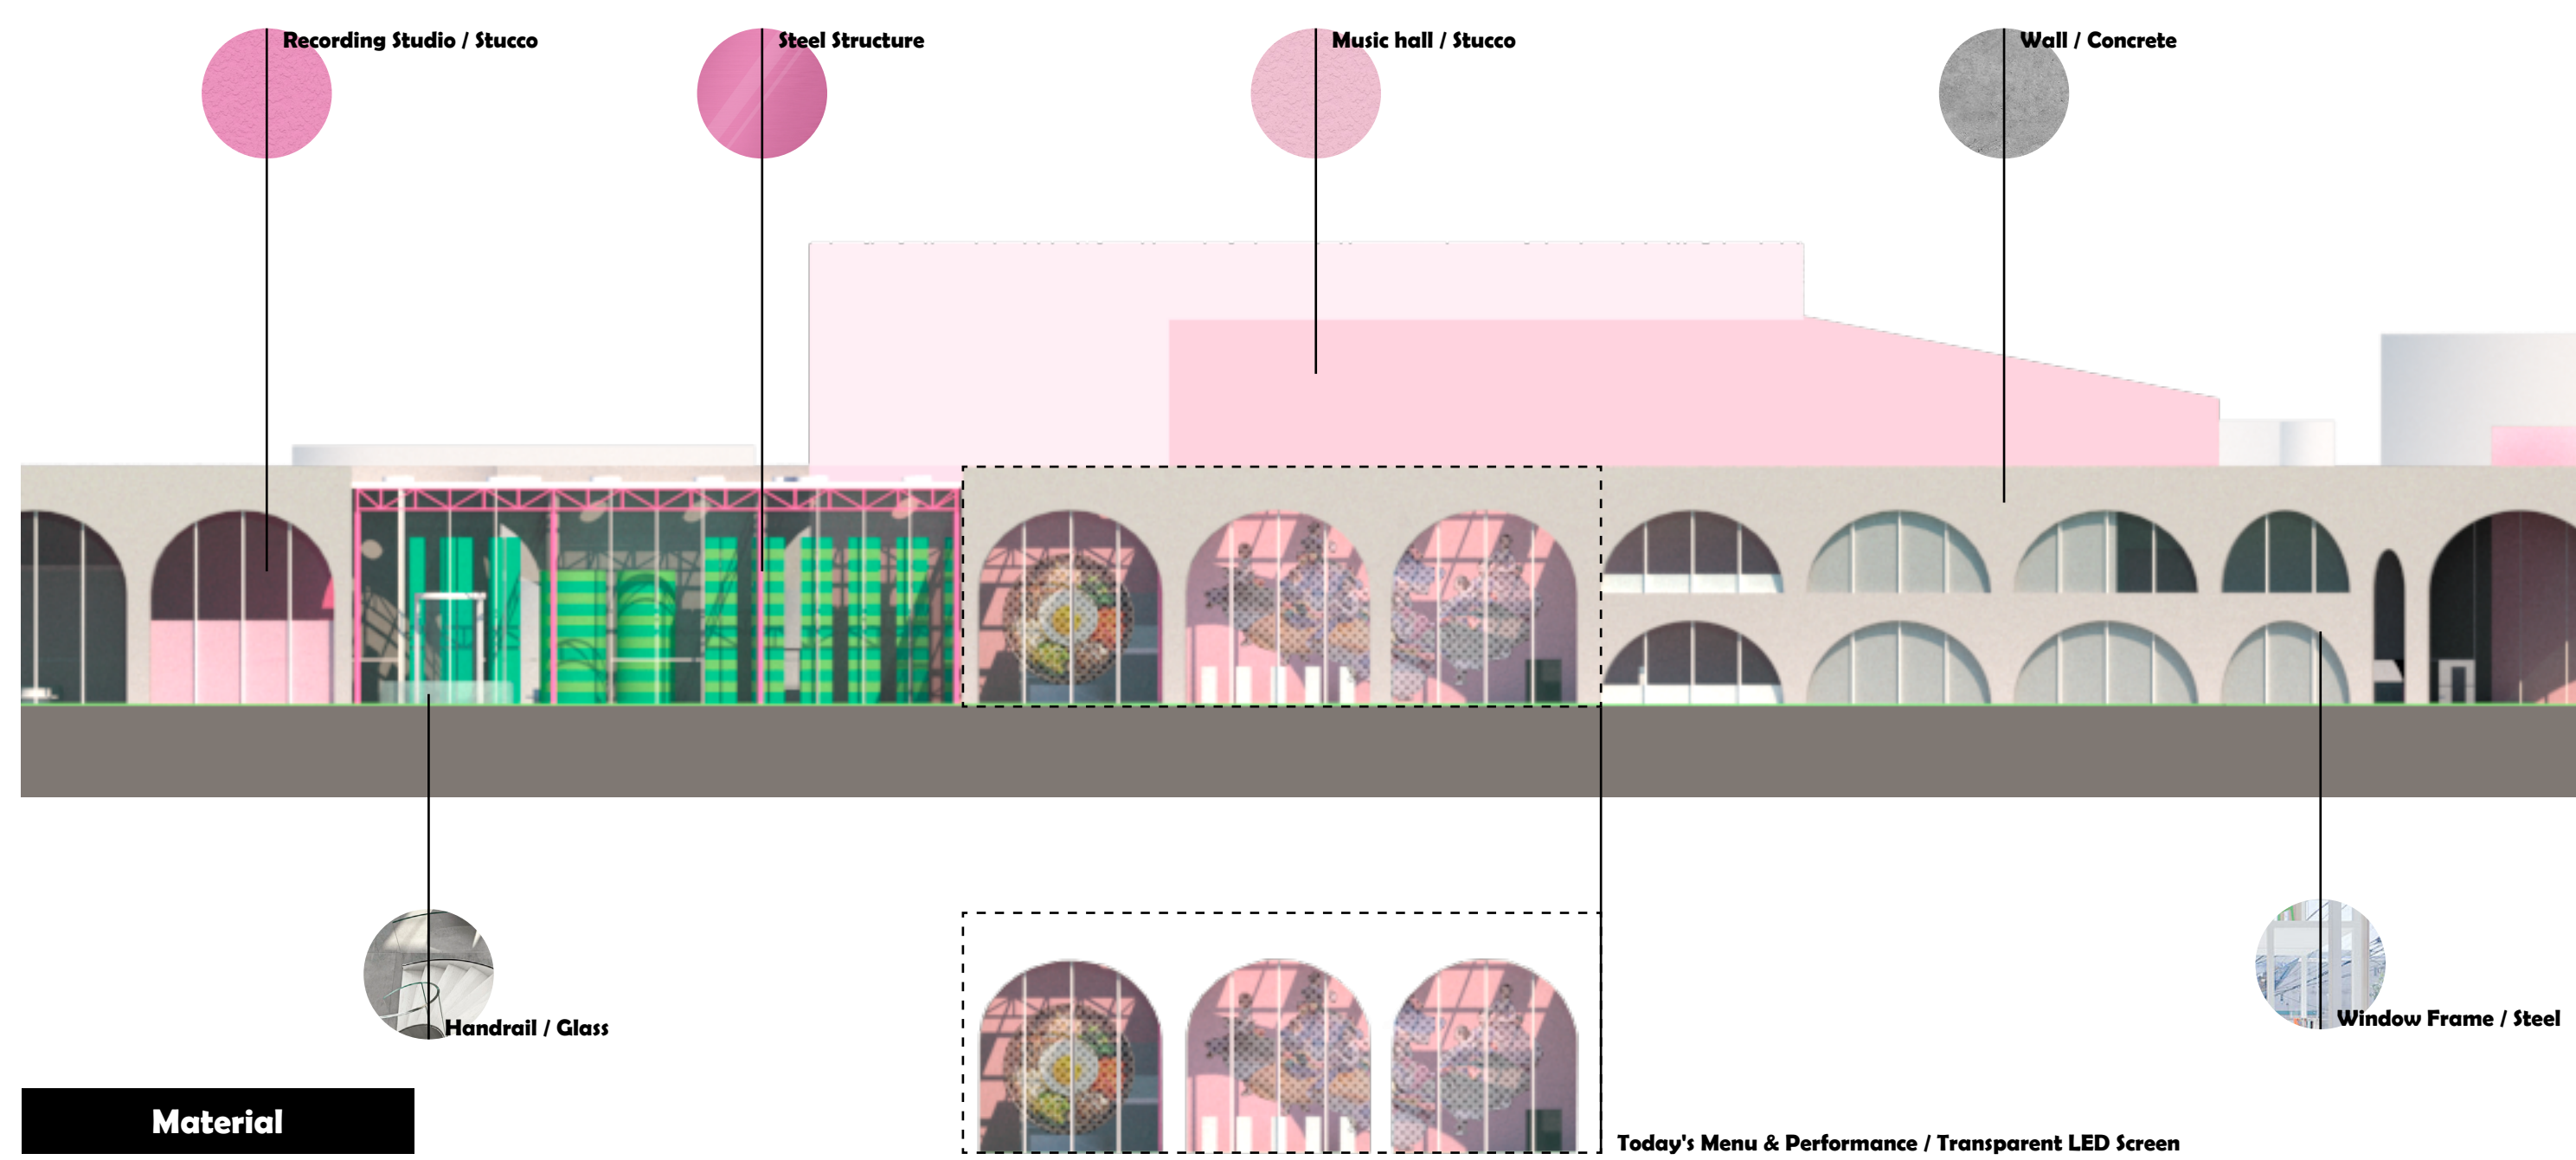 Recording Studio / Stucco
Steel Structure
Music hall / Stucco
Wall / Concrete
Handrail / Glass
Window Frame / Steel
Material
Today's Menu & Performance / Transparent LED Screen